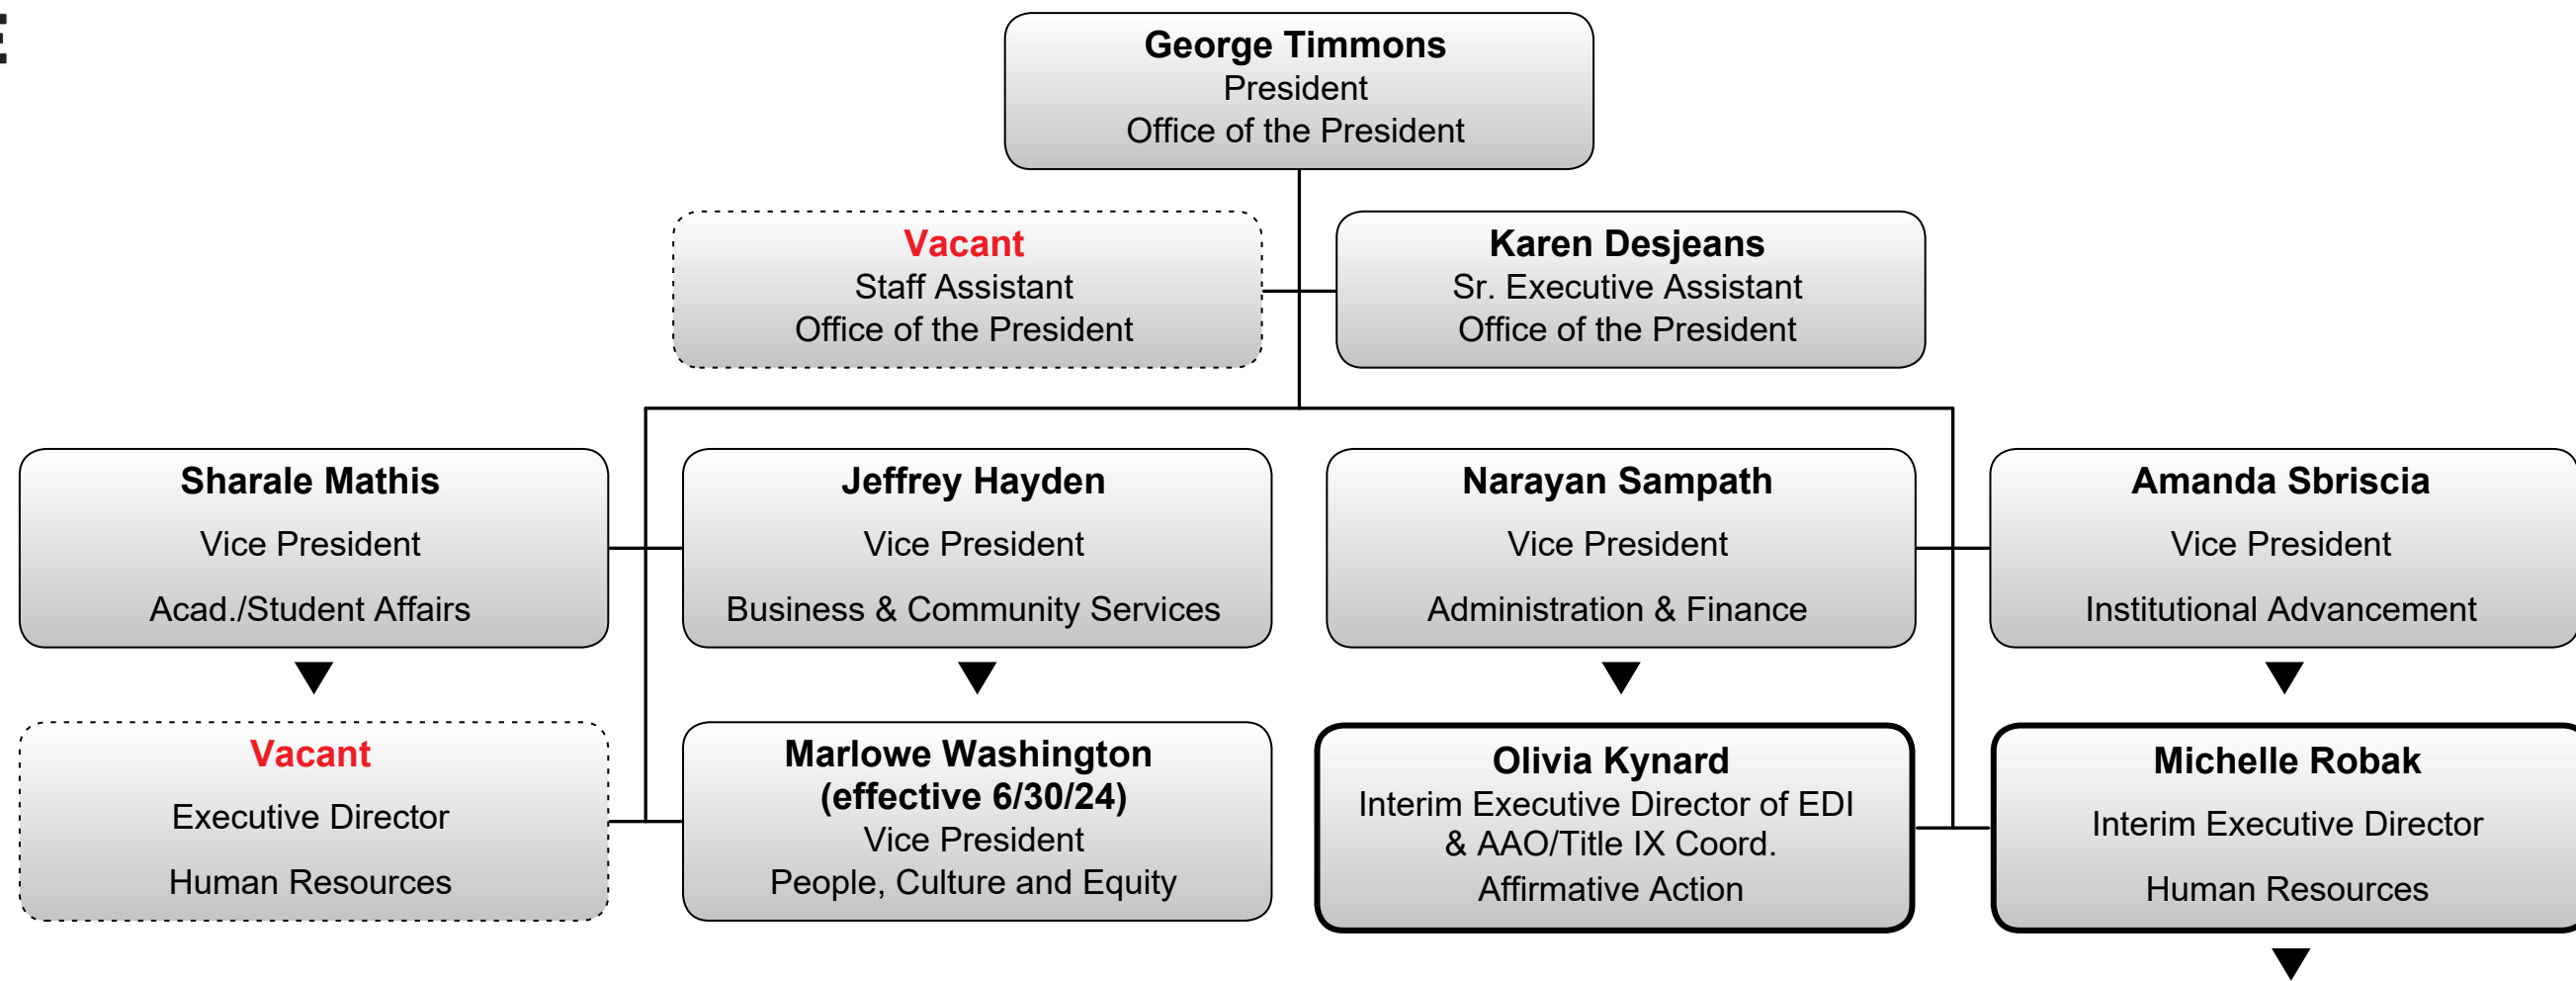 George Timmons
President
Office of the President
Vacant
Staff Assistant
Office of the President
Karen Desjeans
Sr. Executive Assistant
Office of the President
Sharale Mathis
Vice President
Acad./Student Affairs
Jeffrey Hayden
Vice President
Business & Community Services
Narayan Sampath
Vice President
Administration & Finance
Amanda Sbriscia
Vice President
Institutional Advancement
Vacant
Executive Director
Human Resources
Marlowe Washington
(effective 6/30/24)
Vice President
People, Culture and Equity
Olivia Kynard
Interim Executive Director of EDI
& AAO/Title IX Coord.
Affirmative Action
Michelle Robak
Interim Executive Director
Human Resources